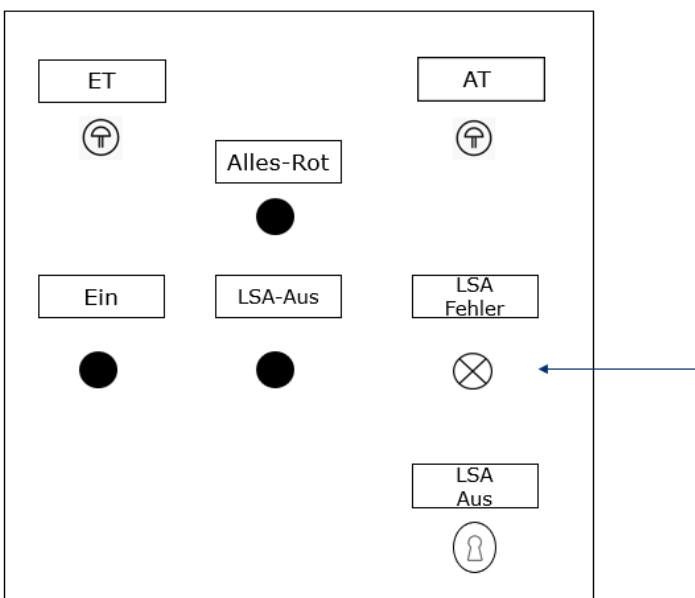 ET
AT
Alles-Rot
Ein
LSA-Aus
LSA
Fehler
LSA
Aus